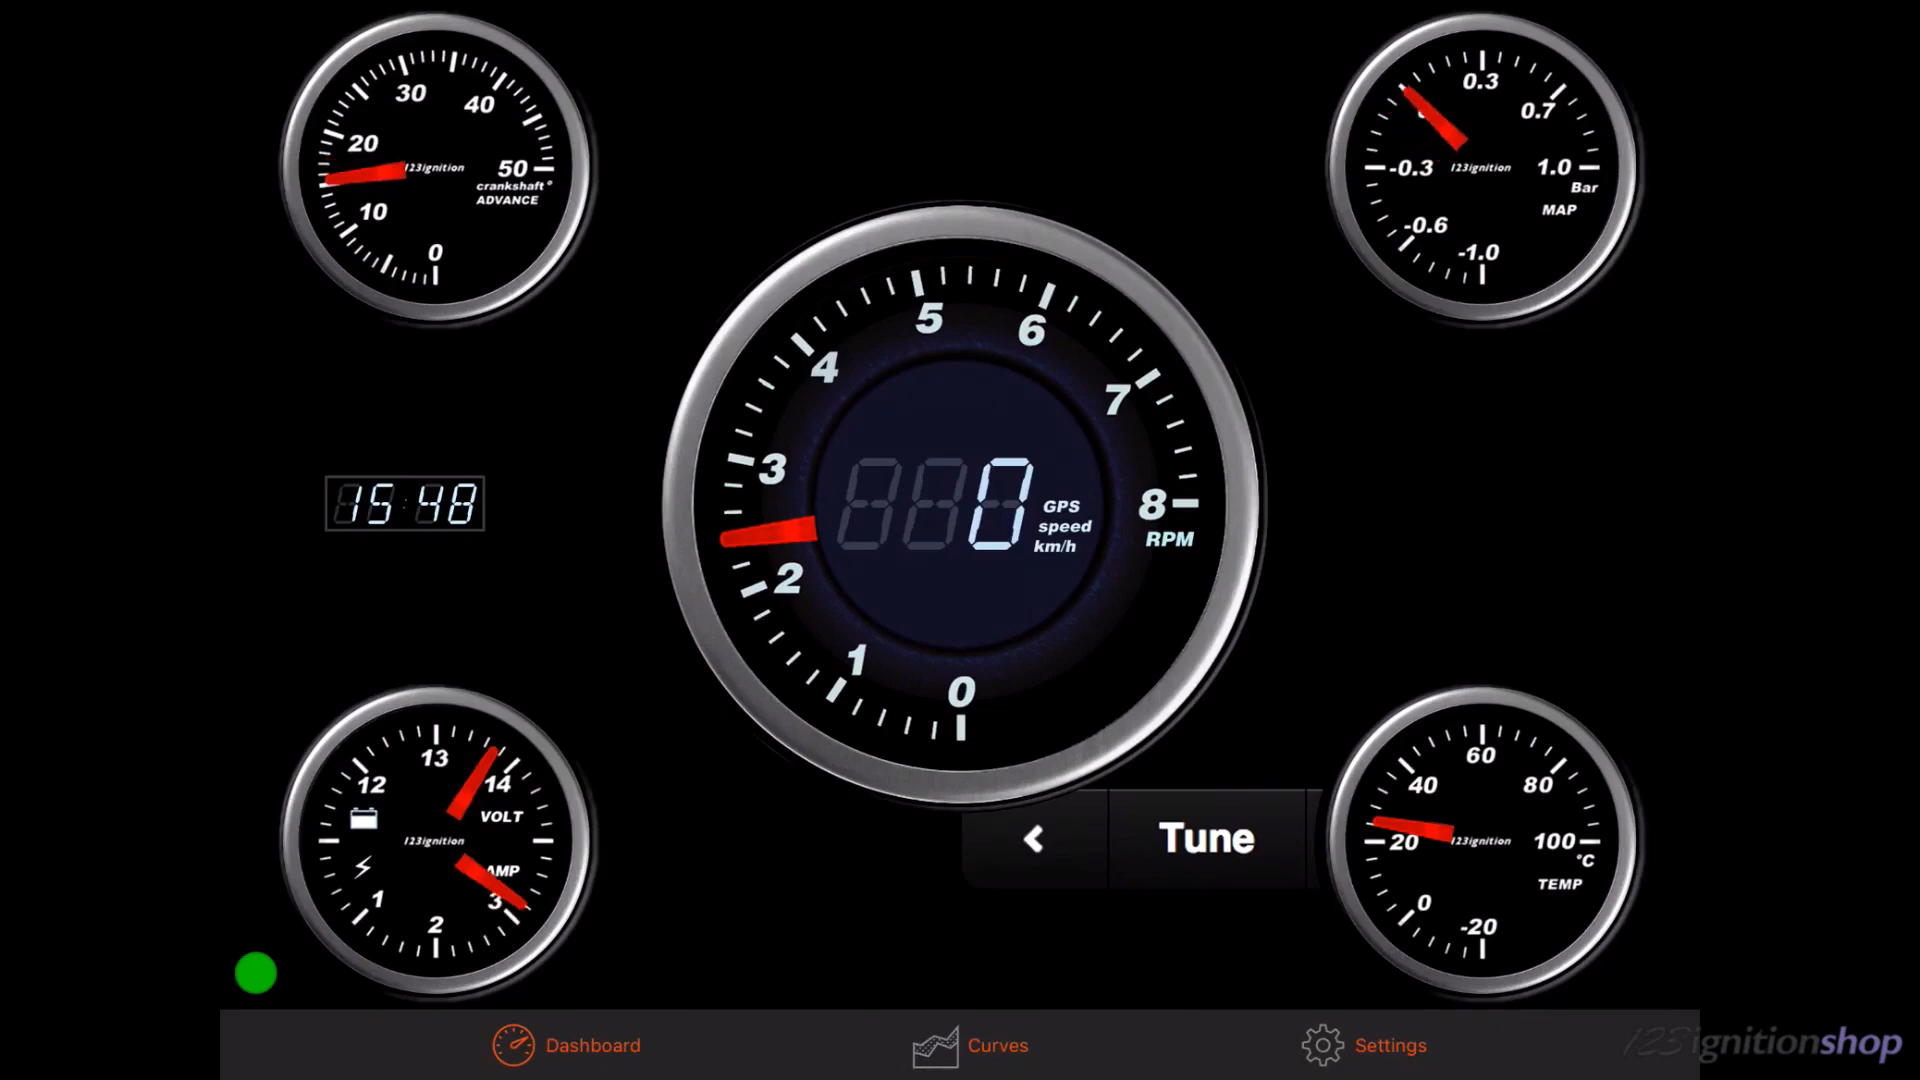 30
40
20
123ignition
50
crankshaft°
ADVANCE
10
0
0.3
0.7
-0.3
123ignition
1.0
Bar
MAP
-0.6
-1.0
5
6
4
7
3
0
GPS
speed
km/h
8
RPM
2
1
0
15:48
13
12
14
VOLT
123ignition
AMP
1
3
2
Tune
60
40
80
20
123ignition
100
°C
TEMP
0
-20
Dashboard
Curves
Settings
123ignitionshop